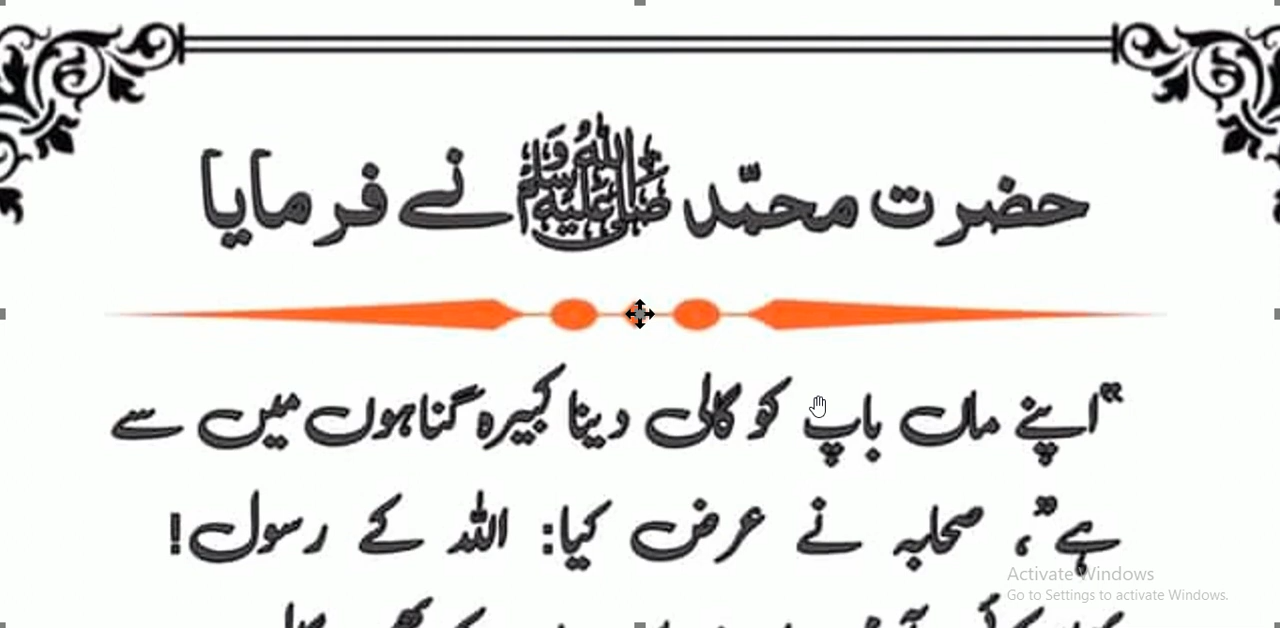 حضرت محمّد ﷺ نے فرمایا
“اپنے ماں باپ کو گالی دینا کبیرہ گناہوں میں سے
ہے”، صحابہ نے عرض کیا: اللہ کے رسول!
Activate Windows
Go to Settings to activate Windows.